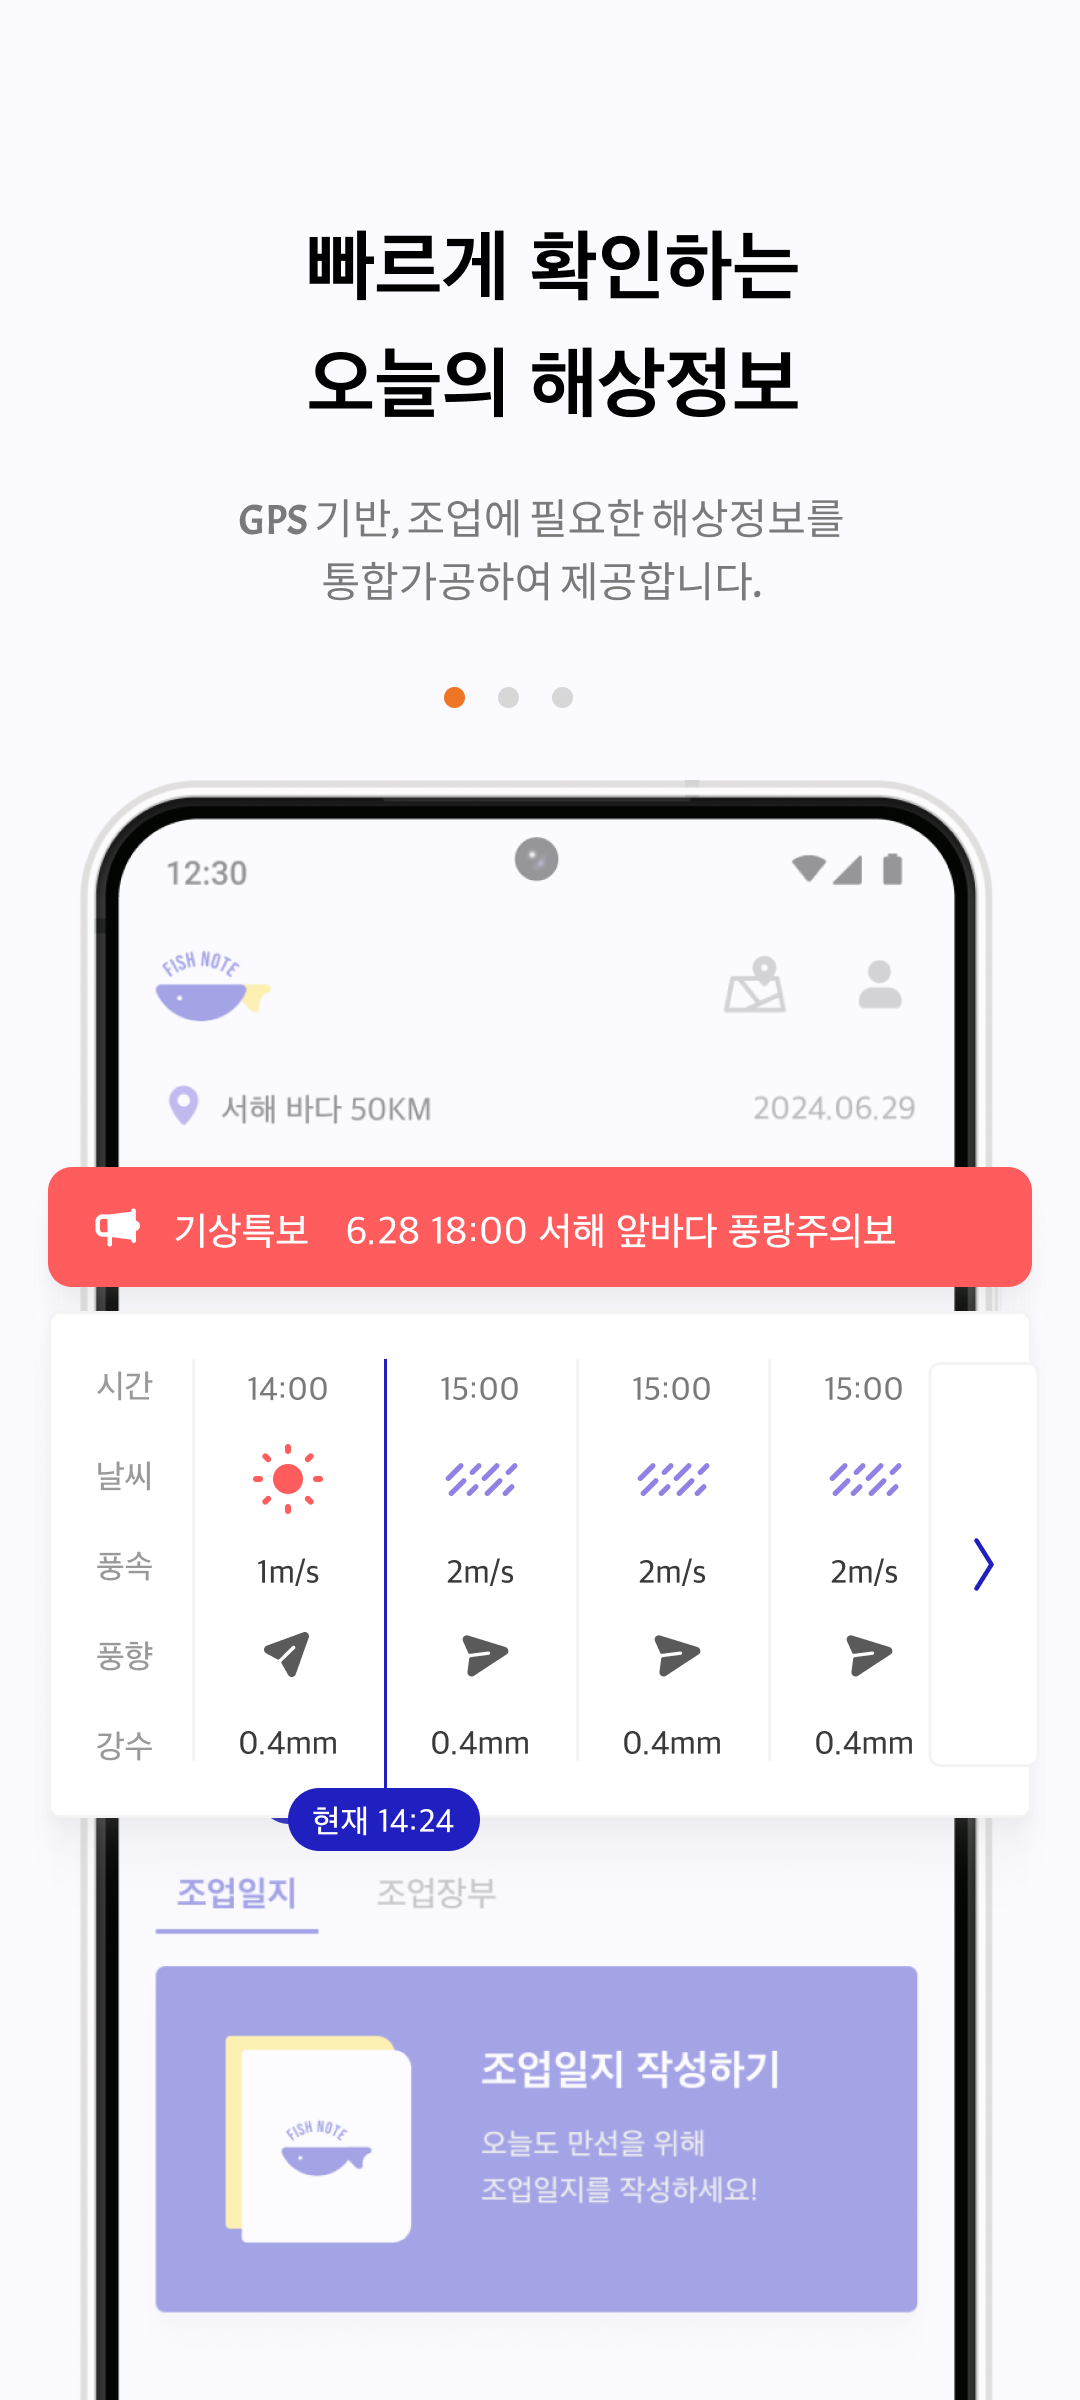 빠르게 확인하는
오늘의 해상정보
GPS 기반, 조업에 필요한 해상정보를
통합가공하여 제공합니다.
12:30
FISH NOTE
서해 바다 50KM 2024.06.29
기상특보 6.28 18:00 서해 앞바다 풍랑주의보
시간 14:00 15:00 15:00 15:00
날씨
풍속 1m/s 2m/s 2m/s 2m/s
풍향
강수 0.4mm 0.4mm 0.4mm 0.4mm
현재 14:24
조업일지 조업장부
조업일지 작성하기
FISH NOTE
오늘도 만선을 위해
조업일지를 작성하세요!